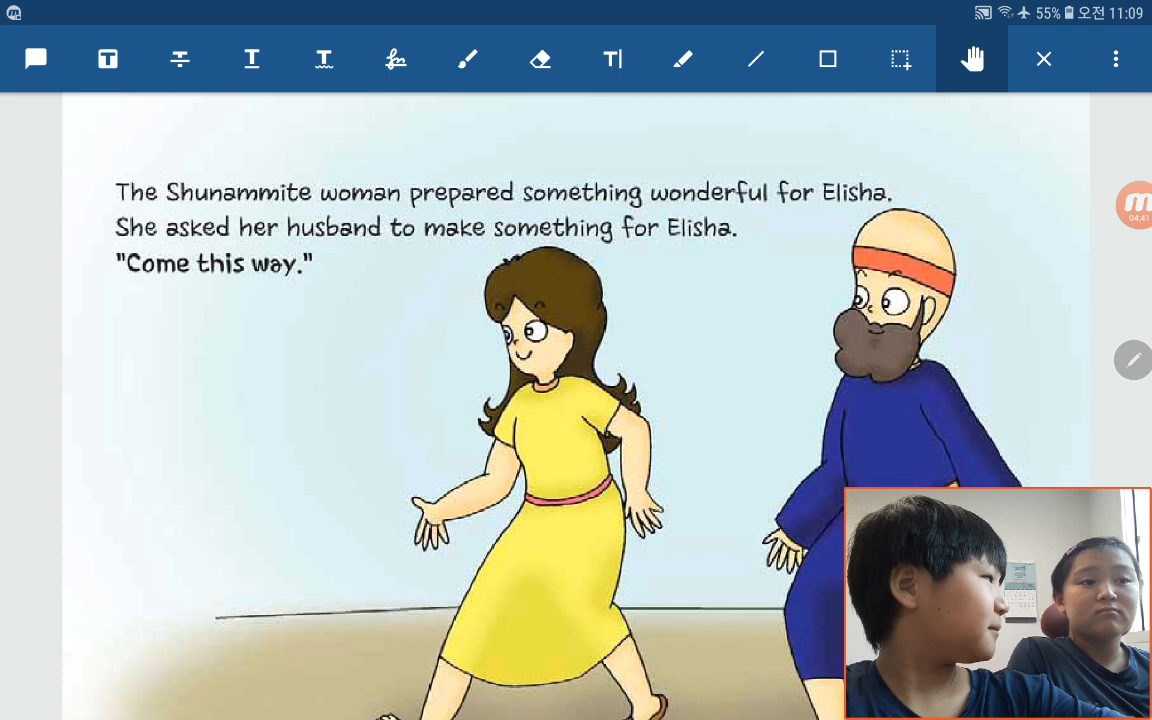 55% 오전 11:09
T T T T T|
The Shunammite woman prepared something wonderful for Elisha.
She asked her husband to make something for Elisha.
"Come this way."
04:41